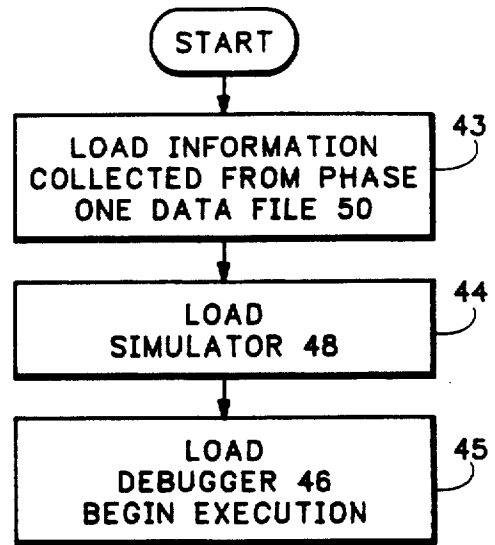 START
43
LOAD INFORMATION
COLLECTED FROM PHASE
ONE DATA FILE 50
44
LOAD
SIMULATOR 48
45
LOAD
DEBUGGER 46
BEGIN EXECUTION